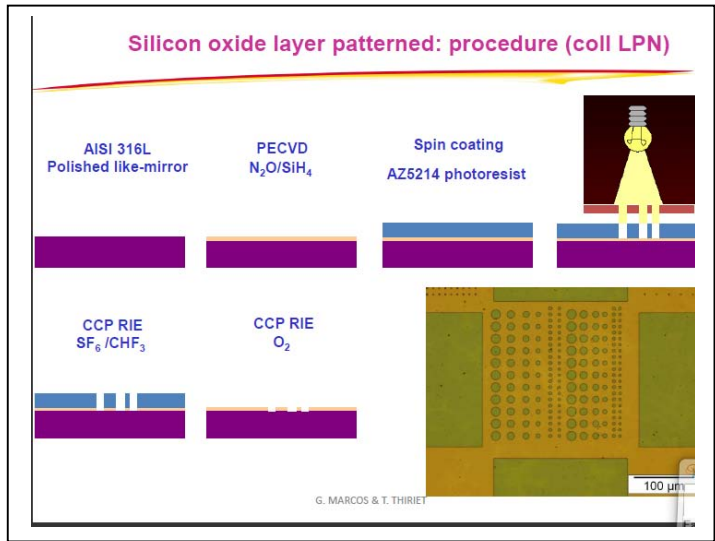 Silicon oxide layer patterned: procedure (coll LPN)
AISI 316L
Polished like-mirror
PECVD
N₂O/SiH₄
Spin coating
AZ5214 photoresist
CCP RIE
SF₆ /CHF₃
CCP RIE
O₂
100 µm
G. MARCOS & T. THIRIET